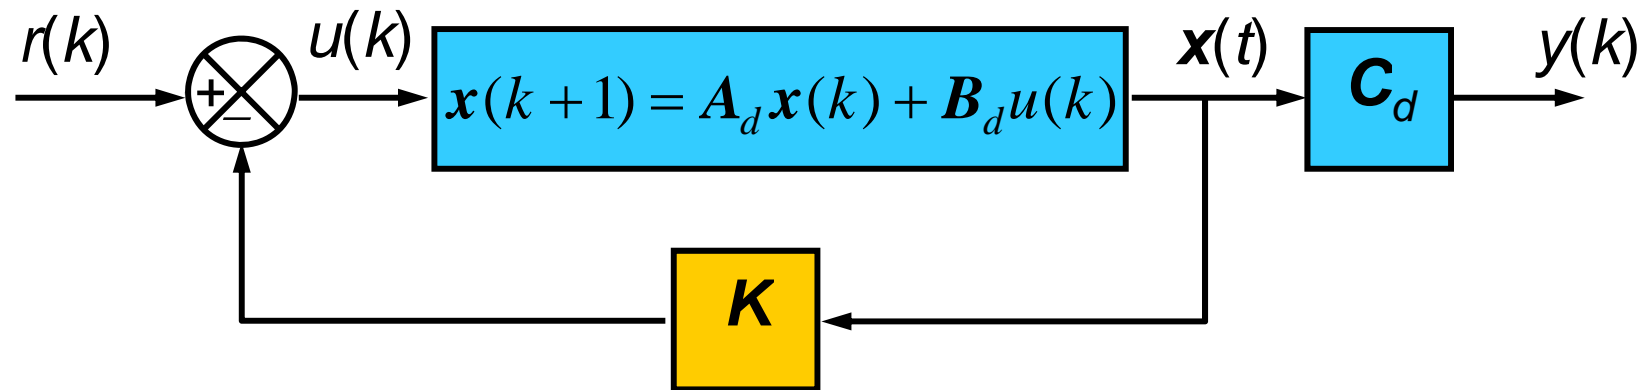 r(k)
+
−
u(k)
x(k + 1) = A_d x(k) + B_d u(k)
x(t)
C_d
y(k)
K